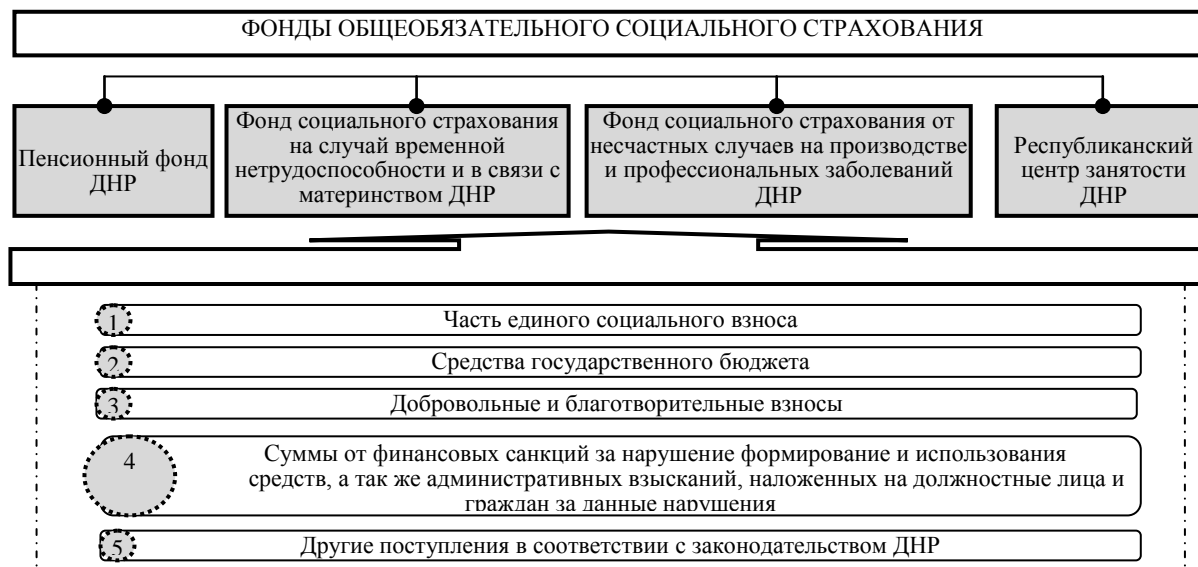 ФОНДЫ ОБЩЕОБЯЗАТЕЛЬНОГО СОЦИАЛЬНОГО СТРАХОВАНИЯ
Пенсионный фонд
ДНР
Фонд социального страхования
на случай временной
нетрудоспособности и в связи с
материнством ДНР
Фонд социального страхования от
несчастных случаев на производстве
и профессиональных заболеваний
ДНР
Республиканский
центр занятости
ДНР
1
Часть единого социального взноса
2
Средства государственного бюджета
3
Добровольные и благотворительные взносы
4
Суммы от финансовых санкций за нарушение формирование и использования
средств, а так же административных взысканий, наложенных на должностные лица и
граждан за данные нарушения
5
Другие поступления в соответствии с законодательством ДНР